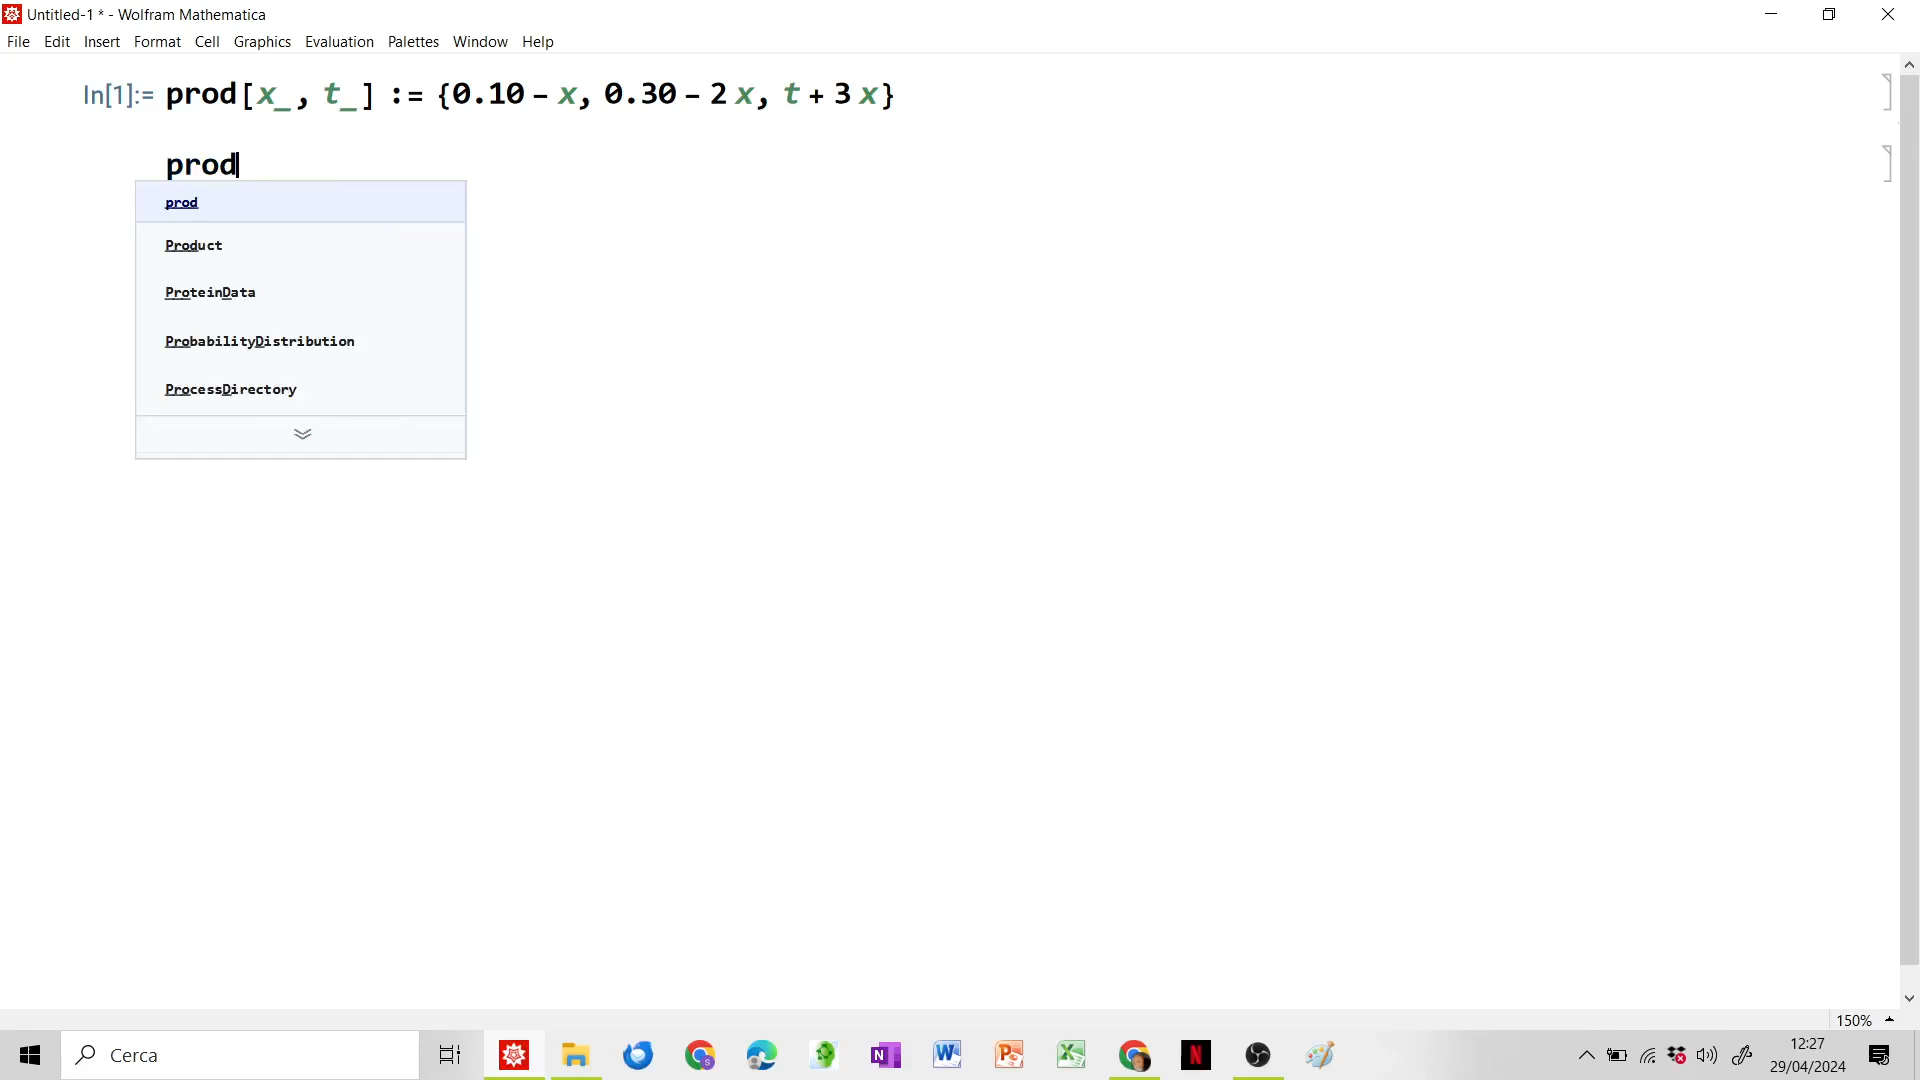 Untitled-1 * - Wolfram Mathematica
File Edit Insert Format Cell Graphics Evaluation Palettes Window Help
In[1]:= prod[x_, t_] := {0.10 - x, 0.30 - 2 x, t + 3 x}
prod
prod
Product
ProteinData
ProbabilityDistribution
ProcessDirectory
150%
Cerca
12:27
29/04/2024